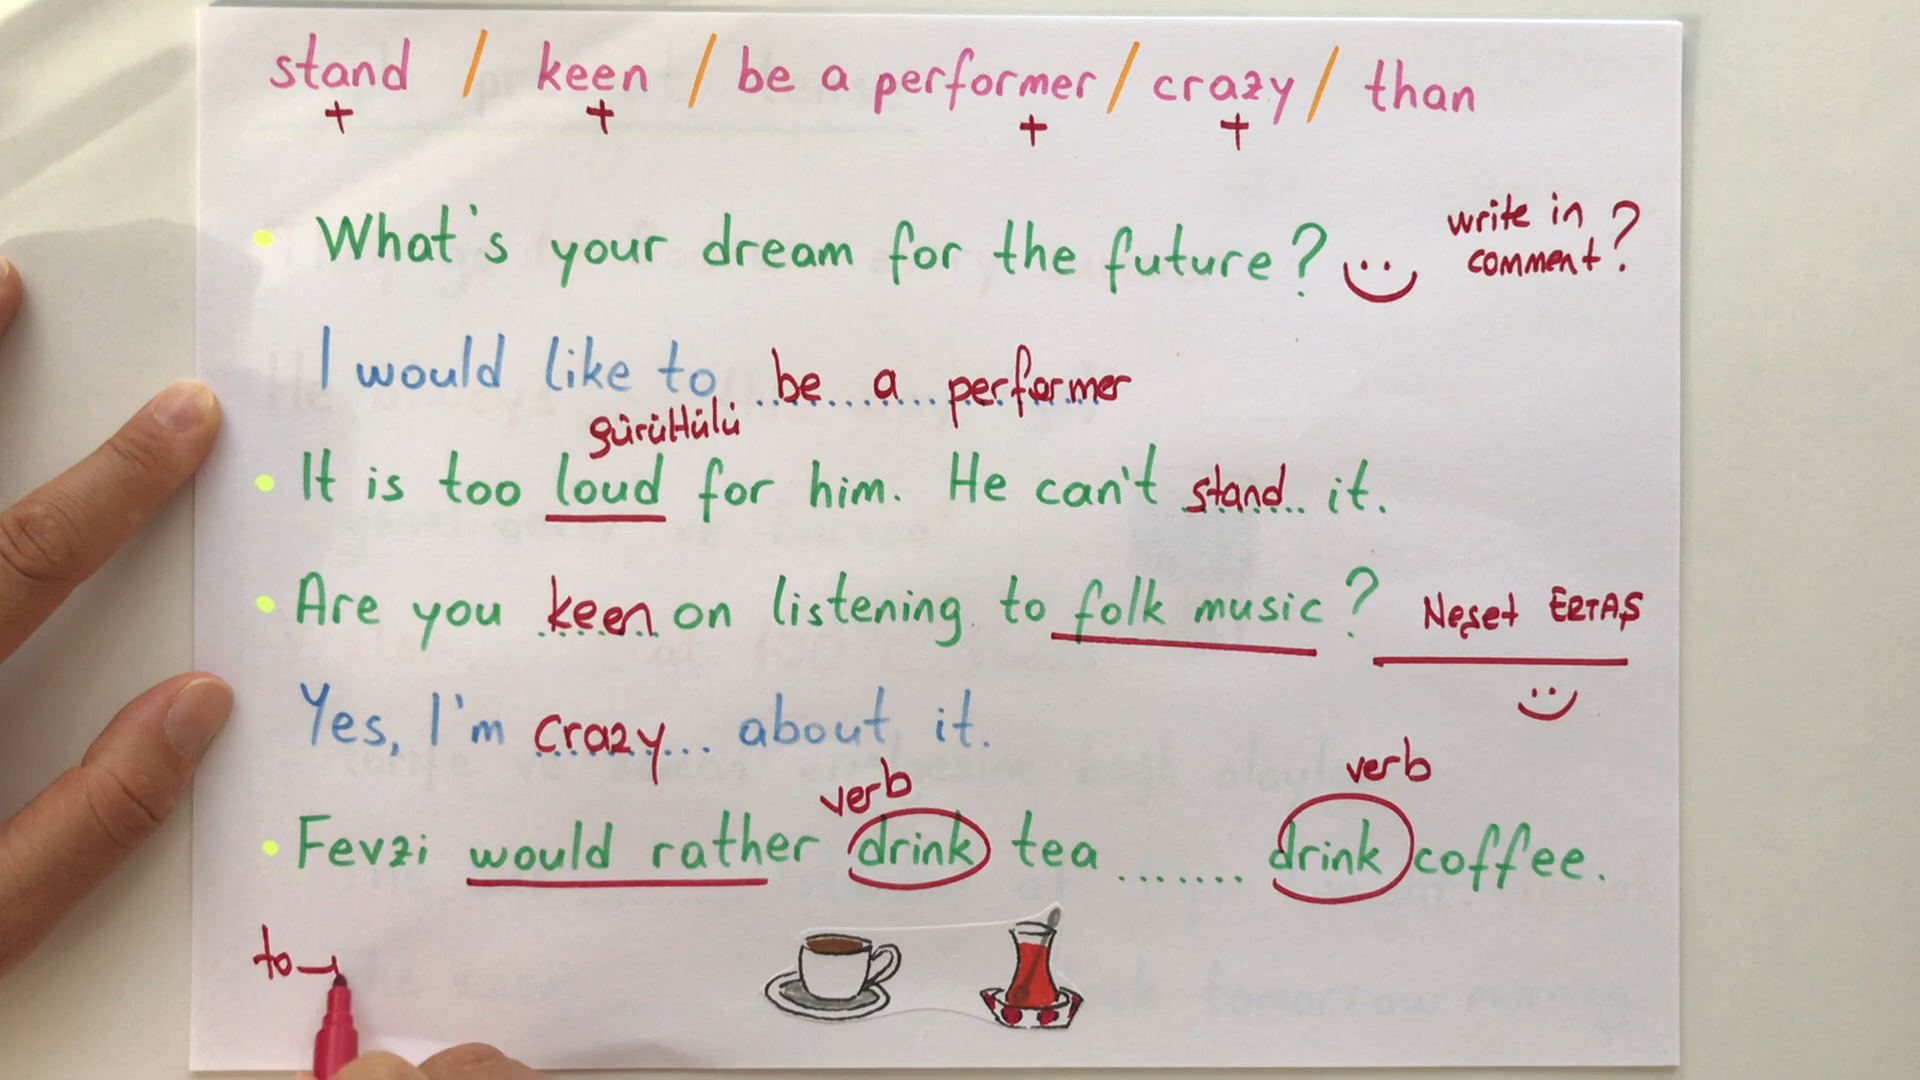 stand / keen / be a performer / crazy / than
+ + + +
What's your dream for the future? write in comment?
I would like to be a performer
gürültülü
It is too loud for him. He can't stand it.
Are you keen on listening to folk music? Neşet ERTAŞ
Yes, I'm crazy about it.
verb verb
Fevzi would rather drink tea ....... drink coffee.
to